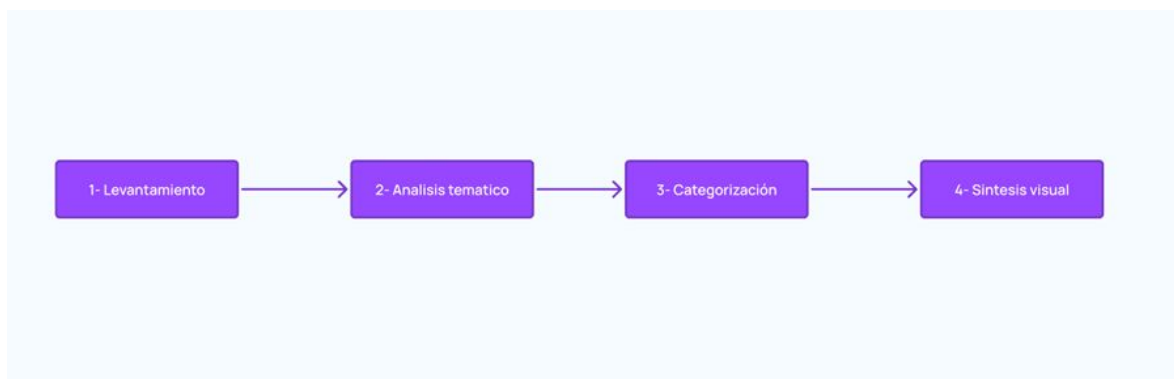 1- Levantamiento
2- Analisis tematico
3- Categorización
4- Sintesis visual